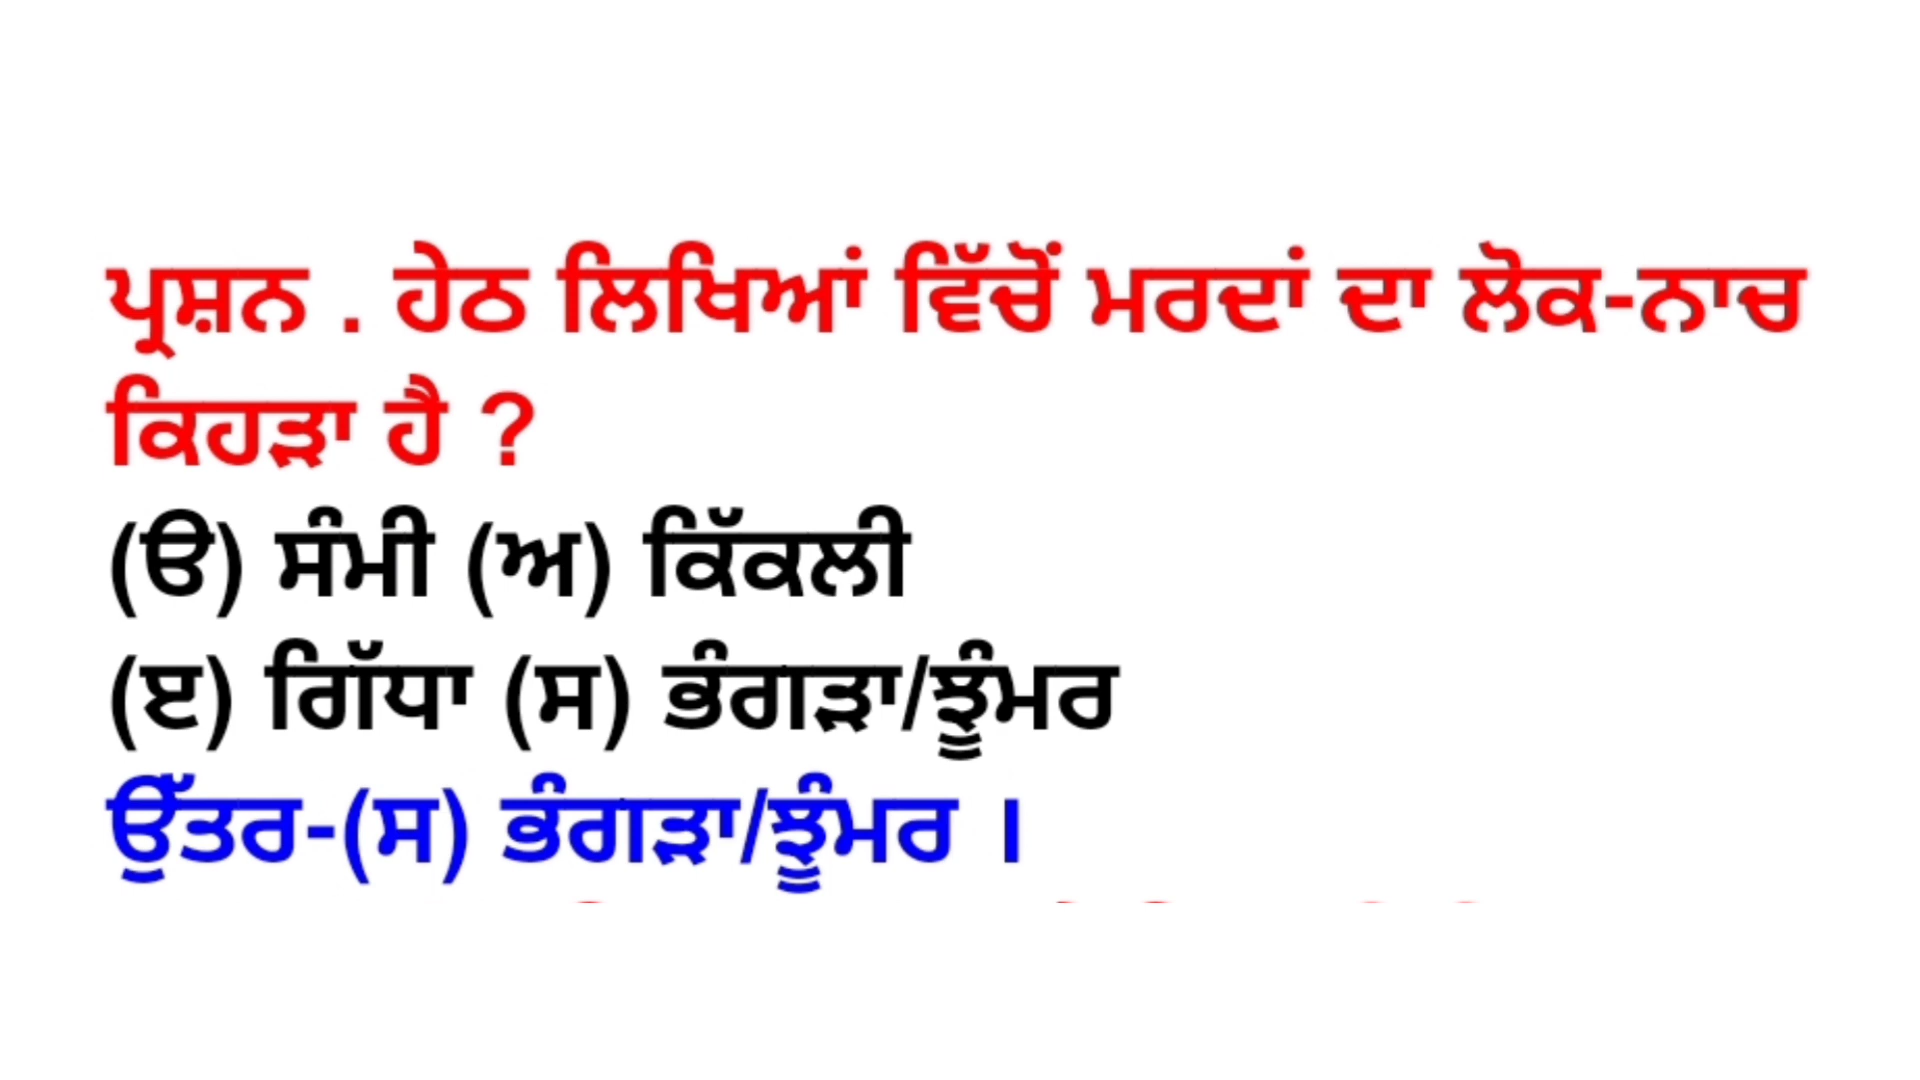 ਪ੍ਰਸ਼ਨ . ਹੇਠ ਲਿਖਿਆਂ ਵਿੱਚੋਂ ਮਰਦਾਂ ਦਾ ਲੋਕ-ਨਾਚ
ਕਿਹੜਾ ਹੈ ?
(ੳ) ਸੰਮੀ (ਅ) ਕਿੱਕਲੀ
(ੲ) ਗਿੱਧਾ (ਸ) ਭੰਗੜਾ/ਝੂੰਮਰ
ਉੱਤਰ-(ਸ) ਭੰਗੜਾ/ਝੂੰਮਰ ।